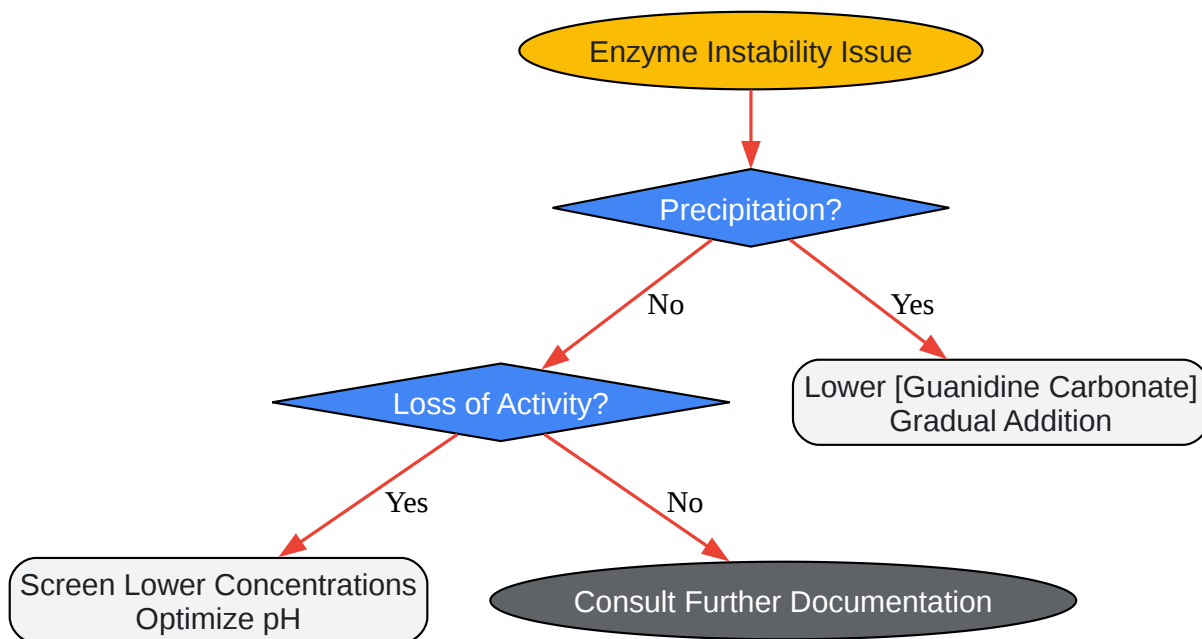 Enzyme Instability Issue
Precipitation?
No
Yes
Loss of Activity?
Lower [Guanidine Carbonate]
Gradual Addition
Yes
No
Screen Lower Concentrations
Optimize pH
Consult Further Documentation